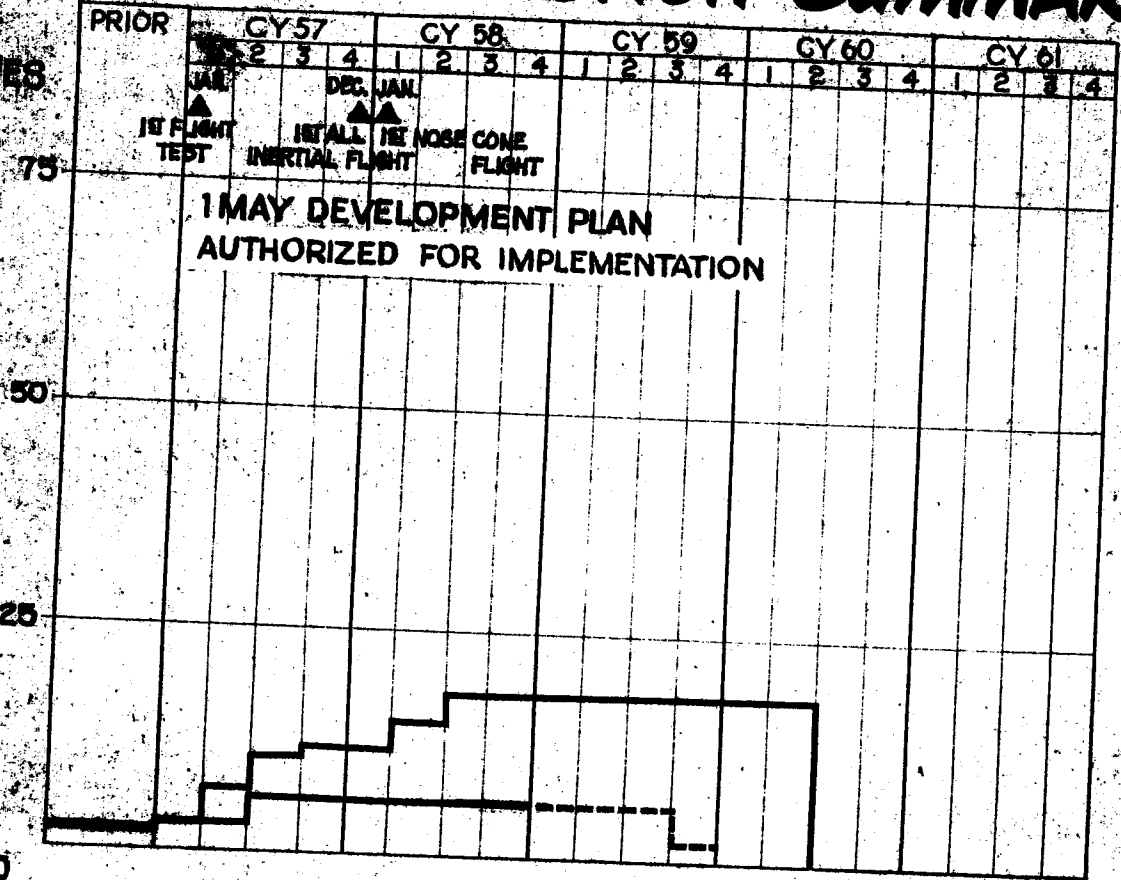 PRIOR CY 57 CY 58 CY 59 CY 60 CY 61
2 3 4 1 2 3 4 1 2 3 4 1 2 3 4 1 2 3 4
JAN. DEC. JAN.
1ST FLIGHT TEST
1ST ALL INERTIAL FLIGHT
1ST NOSE CONE FLIGHT
75
1 MAY DEVELOPMENT PLAN
AUTHORIZED FOR IMPLEMENTATION
50
25